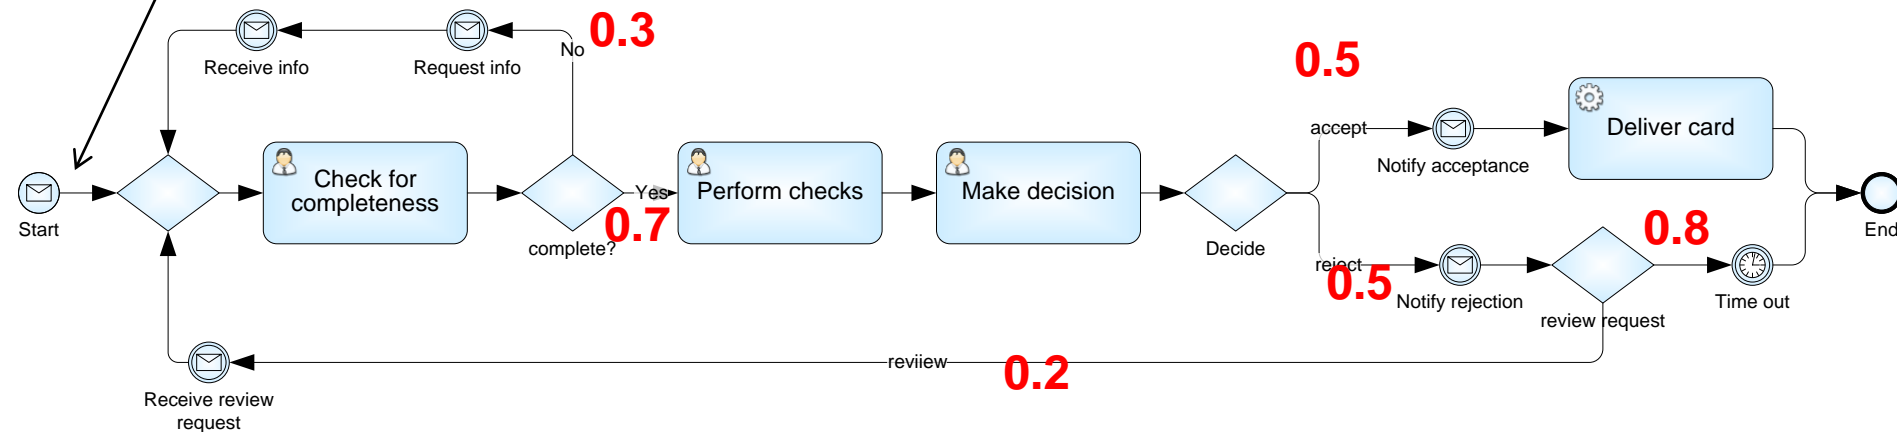 No
0.3
Receive info
Request info
0.5
accept
Deliver card
Notify acceptance
Start
Check for
completeness
Yes
0.7
complete?
Perform checks
Make decision
Decide
reject
0.5
Notify rejection
review request
0.8
Time out
End
reviiew
0.2
Receive review
request